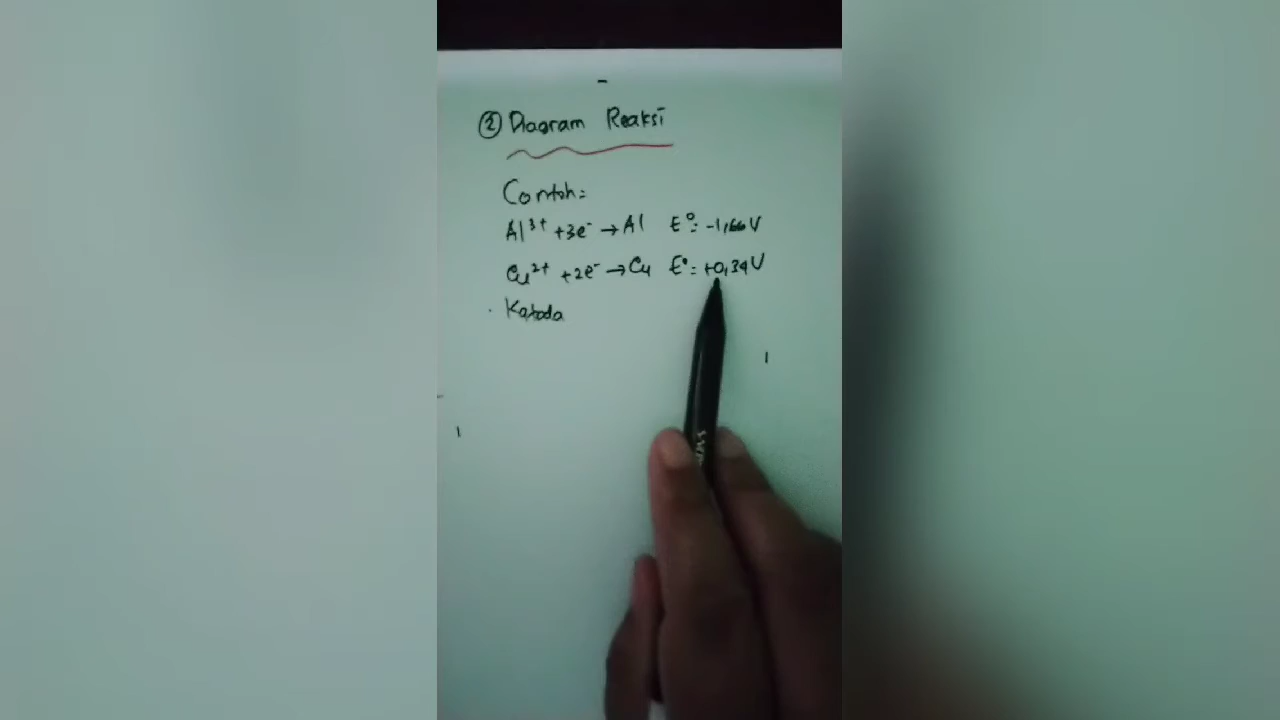 ② Diagram Reaksi
Contoh:
Al³⁺ + 3e⁻ → Al E° = -1,66 V
Cu²⁺ + 2e⁻ → Cu E° = +0,34 V
• Katoda